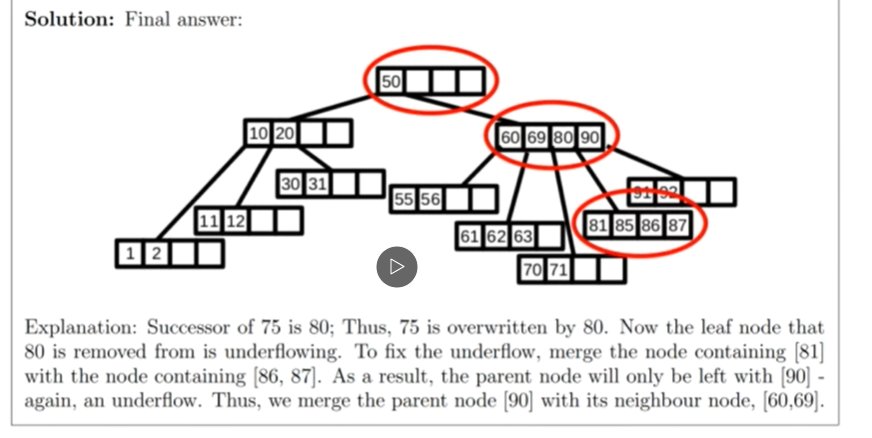 Solution: Final answer:
50
10 20
60 69 80 90
30 31
91 92
55 56
11 12
81 85 86 87
61 62 63
1 2
70 71
Explanation: Successor of 75 is 80; Thus, 75 is overwritten by 80. Now the leaf node that
80 is removed from is underflowing. To fix the underflow, merge the node containing [81]
with the node containing [86, 87]. As a result, the parent node will only be left with [90] -
again, an underflow. Thus, we merge the parent node [90] with its neighbour node, [60,69].